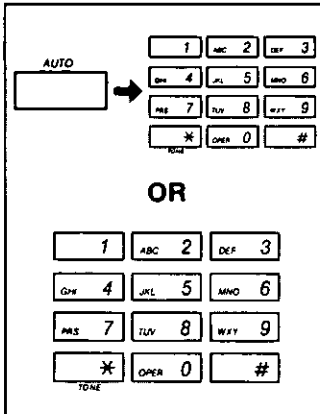 1 ABC 2 DEF 3
AUTO
GHI 4 JKL 5 MNO 6
PRS 7 TUV 8 WXY 9
* OPER 0 #
TONE
OR
1 ABC 2 DEF 3
GHI 4 JKL 5 MNO 6
PRS 7 TUV 8 WXY 9
* OPER 0 #
TONE